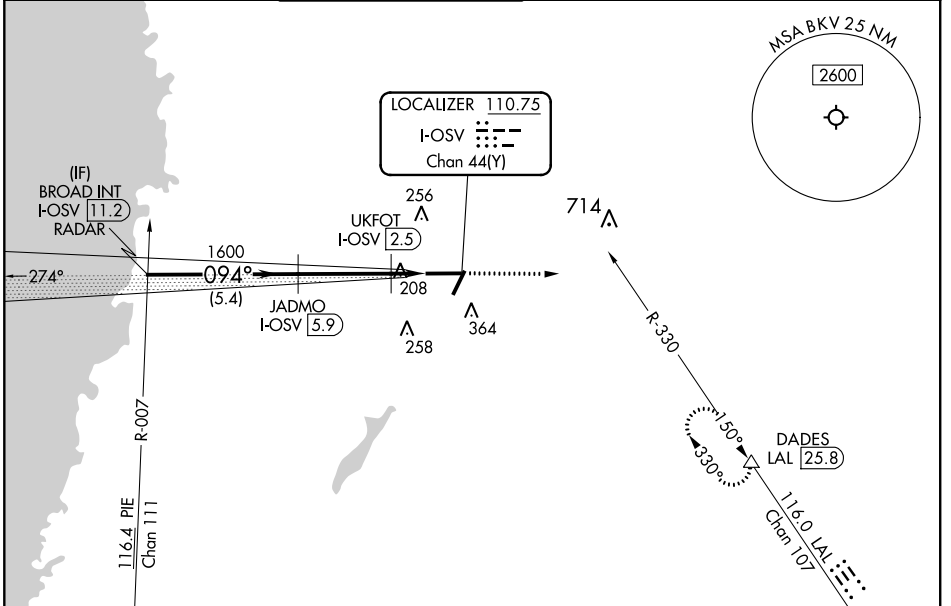 MSA BKV 25 NM
2600
LOCALIZER 110.75
I-OSV
Chan 44(Y)
(IF)
BROAD INT
I-OSV 11.2
RADAR
256
714
UKFOT
I-OSV 2.5
1600
274°
094°
(5.4)
208
JADMO
I-OSV 5.9
364
258
R-330
R-007
150°
330°
DADES
LAL 25.8
116.4 PIE
Chan 111
116.0 LAL
Chan 107